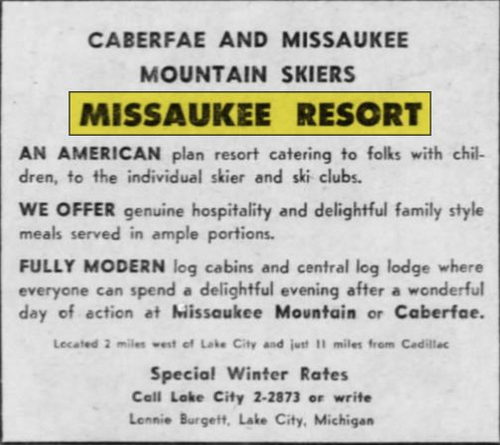 CABERFAE AND MISSAUKEE
MOUNTAIN SKIERS
MISSAUKEE RESORT
AN AMERICAN plan resort catering to folks with chil-
dren, to the individual skier and ski clubs.
WE OFFER genuine hospitality and delightful family style
meals served in ample portions.
FULLY MODERN log cabins and central log lodge where
everyone can spend a delightful evening after a wonderful
day of action at Missaukee Mountain or Caberfae.
Located 2 miles west of Lake City and just 11 miles from Cadillac
Special Winter Rates
Call Lake City 2-2873 or write
Lonnie Burgett, Lake City, Michigan